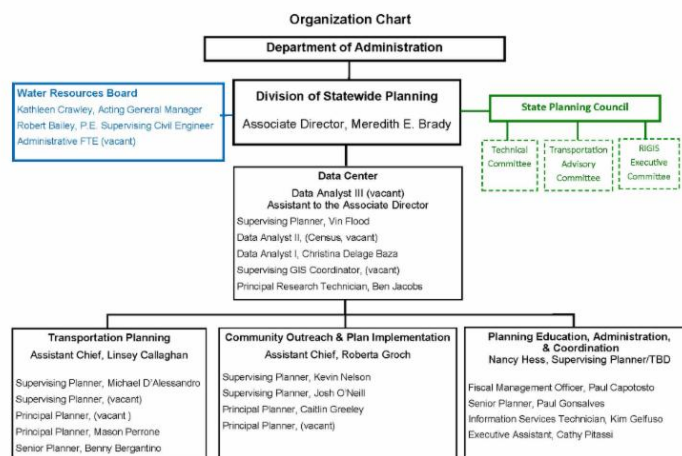 Organization Chart
Department of Administration
Water Resources Board
Kathleen Crawley, Acting General Manager
Robert Bailey, P.E. Supervising Civil Engineer
Administrative FTE (vacant)
Division of Statewide Planning
Associate Director, Meredith E. Brady
State Planning Council
Technical
Committee
Transportation
Advisory
Committee
RIGIS
Executive
Committee
Data Center
Data Analyst III (vacant)
Assistant to the Associate Director
Supervising Planner, Vin Flood
Data Analyst II, (Census, vacant)
Data Analyst I, Christina Delage Baza
Supervising GIS Coordinator, (vacant)
Principal Research Technician, Ben Jacobs
Transportation Planning
Assistant Chief, Linsey Callaghan
Supervising Planner, Michael D'Alessandro
Supervising Planner, (vacant)
Principal Planner, (vacant )
Principal Planner, Mason Perrone
Senior Planner, Benny Bergantino
Community Outreach & Plan Implementation
Assistant Chief, Roberta Groch
Supervising Planner, Kevin Nelson
Supervising Planner, Josh O'Neill
Principal Planner, Caitlin Greeley
Principal Planner, (vacant)
Planning Education, Administration,
& Coordination
Nancy Hess, Supervising Planner/TBD
Fiscal Management Officer, Paul Capotosto
Senior Planner, Paul Gonsalves
Information Services Technician, Kim Gelfuso
Executive Assistant, Cathy Pitassi